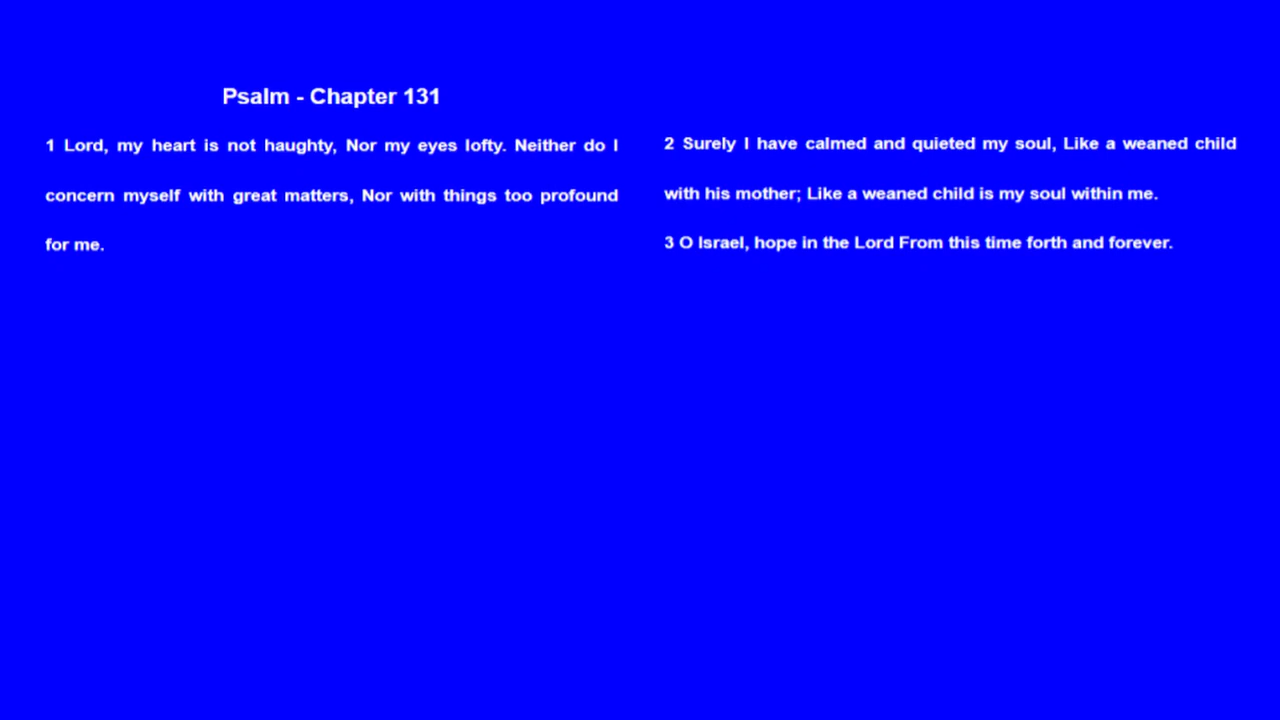 Psalm - Chapter 131
1 Lord, my heart is not haughty, Nor my eyes lofty. Neither do I
concern myself with great matters, Nor with things too profound
for me.
2 Surely I have calmed and quieted my soul, Like a weaned child
with his mother; Like a weaned child is my soul within me.
3 O Israel, hope in the Lord From this time forth and forever.